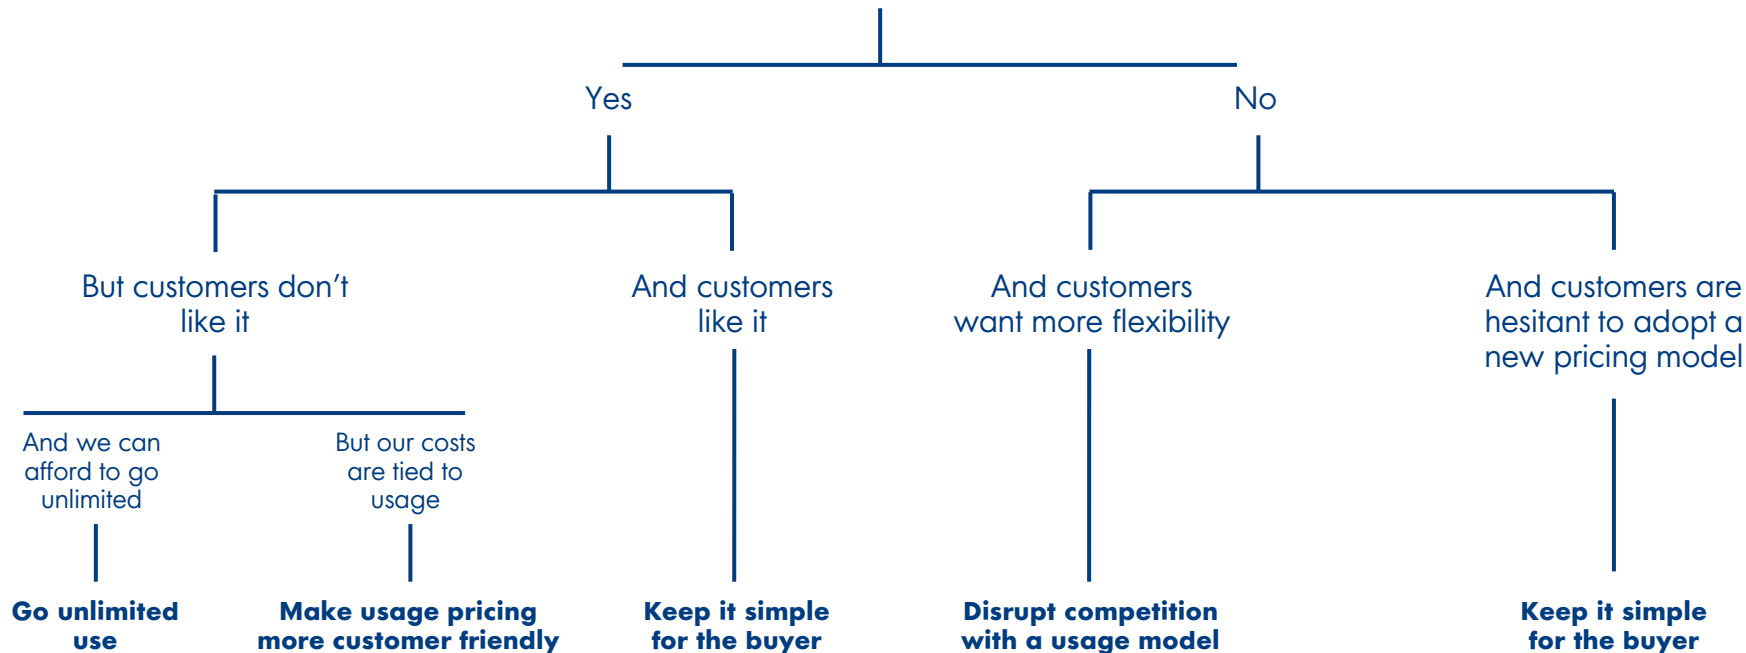 Yes
No
But customers don't
like it
And customers
like it
And customers
want more flexibility
And customers are
hesitant to adopt a
new pricing model
And we can
afford to go
unlimited
But our costs
are tied to
usage
Go unlimited
use
Make usage pricing
more customer friendly
Keep it simple
for the buyer
Disrupt competition
with a usage model
Keep it simple
for the buyer